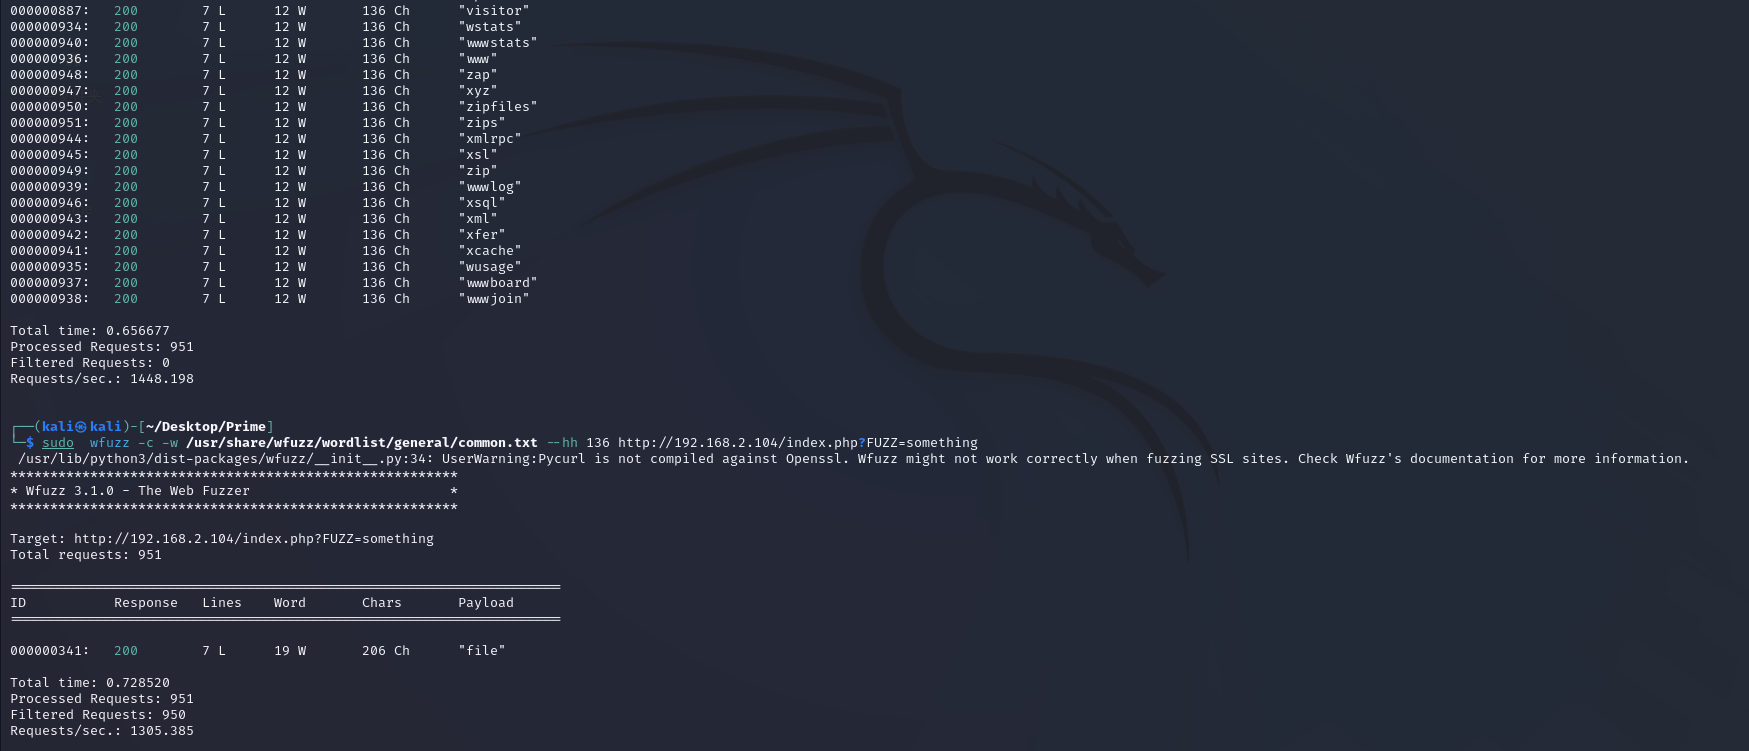 000000887:   200        7 L      12 W       136 Ch      "visitor"
000000934:   200        7 L      12 W       136 Ch      "wstats"
000000940:   200        7 L      12 W       136 Ch      "wwwstats"
000000936:   200        7 L      12 W       136 Ch      "www"
000000948:   200        7 L      12 W       136 Ch      "zap"
000000947:   200        7 L      12 W       136 Ch      "xyz"
000000950:   200        7 L      12 W       136 Ch      "zipfiles"
000000951:   200        7 L      12 W       136 Ch      "zips"
000000944:   200        7 L      12 W       136 Ch      "xmlrpc"
000000945:   200        7 L      12 W       136 Ch      "xsl"
000000949:   200        7 L      12 W       136 Ch      "zip"
000000939:   200        7 L      12 W       136 Ch      "wwwlog"
000000946:   200        7 L      12 W       136 Ch      "xsql"
000000943:   200        7 L      12 W       136 Ch      "xml"
000000942:   200        7 L      12 W       136 Ch      "xfer"
000000941:   200        7 L      12 W       136 Ch      "xcache"
000000935:   200        7 L      12 W       136 Ch      "wusage"
000000937:   200        7 L      12 W       136 Ch      "wwwboard"
000000938:   200        7 L      12 W       136 Ch      "wwwjoin"
Total time: 0.656677
Processed Requests: 951
Filtered Requests: 0
Requests/sec.: 1448.198
┌──(kali㉿kali)-[~/Desktop/Prime]
└─$ sudo  wfuzz -c -w /usr/share/wfuzz/wordlist/general/common.txt --hh 136 http://192.168.2.104/index.php?FUZZ=something
/usr/lib/python3/dist-packages/wfuzz/__init__.py:34: UserWarning:Pycurl is not compiled against Openssl. Wfuzz might not work correctly when fuzzing SSL sites. Check Wfuzz's documentation for more information.
********************************************************
* Wfuzz 3.1.0 - The Web Fuzzer                         *
********************************************************
Target: http://192.168.2.104/index.php?FUZZ=something
Total requests: 951
=====================================================================
ID           Response   Lines    Word       Chars       Payload
=====================================================================
000000341:   200        7 L      19 W       206 Ch      "file"
Total time: 0.728520
Processed Requests: 951
Filtered Requests: 950
Requests/sec.: 1305.385